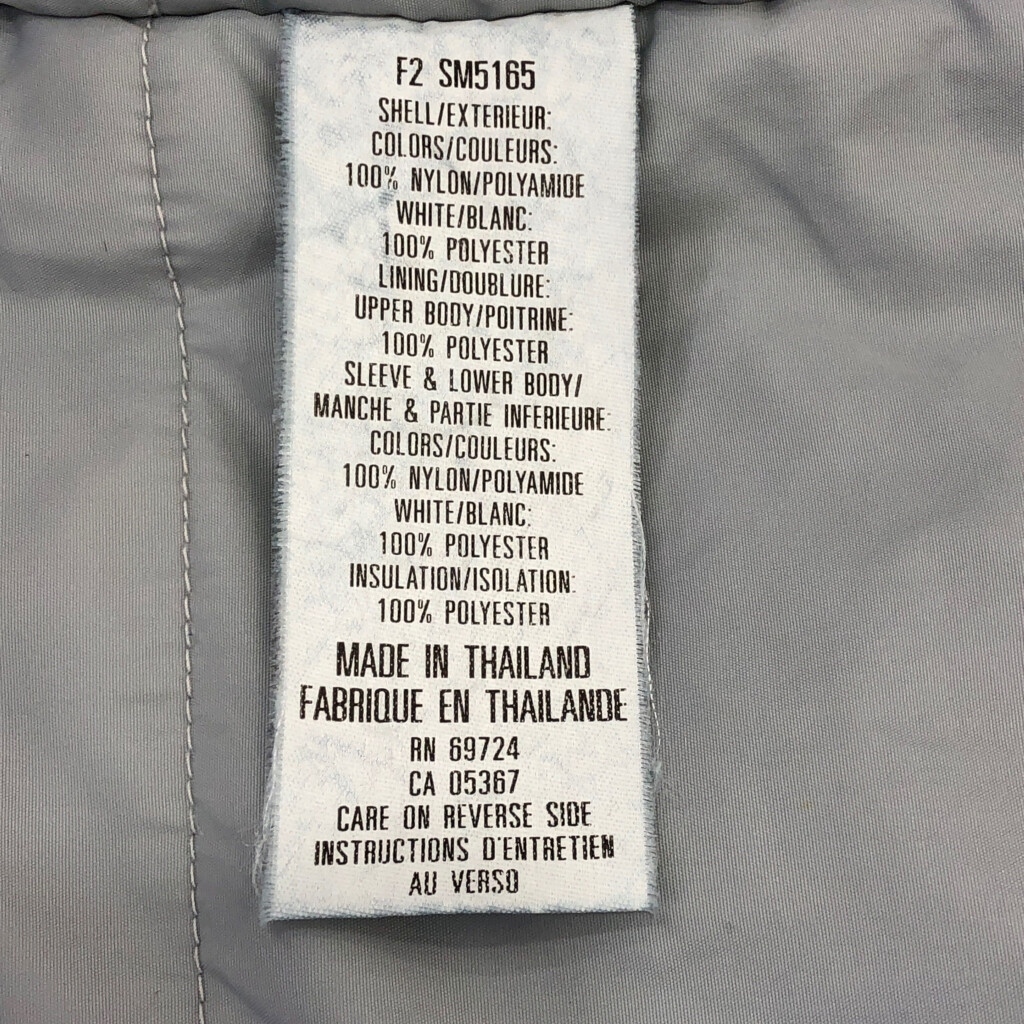 F2 SM5165
SHELL/EXTERIEUR:
COLORS/COULEURS:
100% NYLON/POLYAMIDE
WHITE/BLANC:
100% POLYESTER
LINING/DOUBLURE:
UPPER BODY/POITRINE:
100% POLYESTER
SLEEVE & LOWER BODY/
MANCHE & PARTIE INFERIEURE:
COLORS/COULEURS:
100% NYLON/POLYAMIDE
WHITE/BLANC:
100% POLYESTER
INSULATION/ISOLATION:
100% POLYESTER
MADE IN THAILAND
FABRIQUE EN THAILANDE
RN 69724
CA 05367
CARE ON REVERSE SIDE
INSTRUCTIONS D'ENTRETIEN
AU VERSO